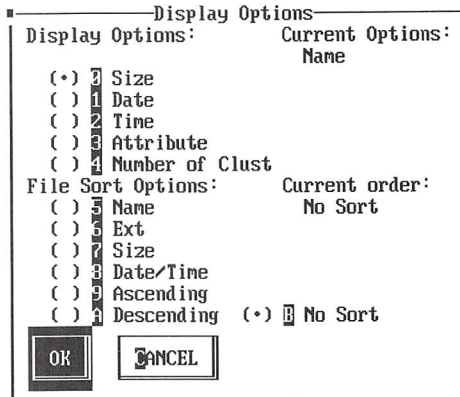 Display Options
Display Options: Current Options:
Name
(•) 0 Size
( ) 1 Date
( ) 2 Time
( ) 3 Attribute
( ) 4 Number of Clust
File Sort Options: Current order:
( ) 5 Name No Sort
( ) 6 Ext
( ) 7 Size
( ) 8 Date/Time
( ) 9 Ascending
( ) A Descending (•) B No Sort
OK CANCEL